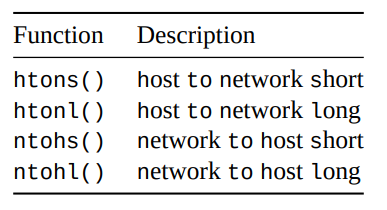 Function Description
htons() host to network short
htonl() host to network long
ntohs() network to host short
ntohl() network to host long